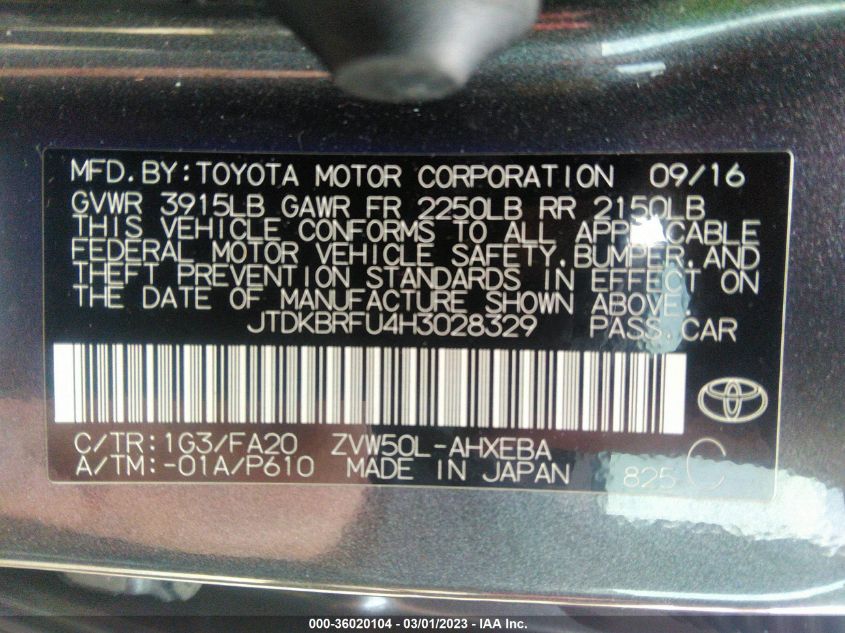 MFD.BY:TOYOTA MOTOR CORPORATION 09/16
GVWR 3915LB GAWR FR 2250LB RR 2150LB
THIS VEHICLE CONFORMS TO ALL APPLICABLE
FEDERAL MOTOR VEHICLE SAFETY,BUMPER,AND
THEFT PREVENTION STANDARDS IN EFFECT ON
THE DATE OF MANUFACTURE SHOWN ABOVE.
JTDKBRFU4H3028329 PASS.CAR
C/TR:1G3/FA20 ZVW50L-AHXEBA
A/TM:-01A/P610 MADE IN JAPAN 825 C
000-36020104 - 03/01/2023 - IAA Inc.